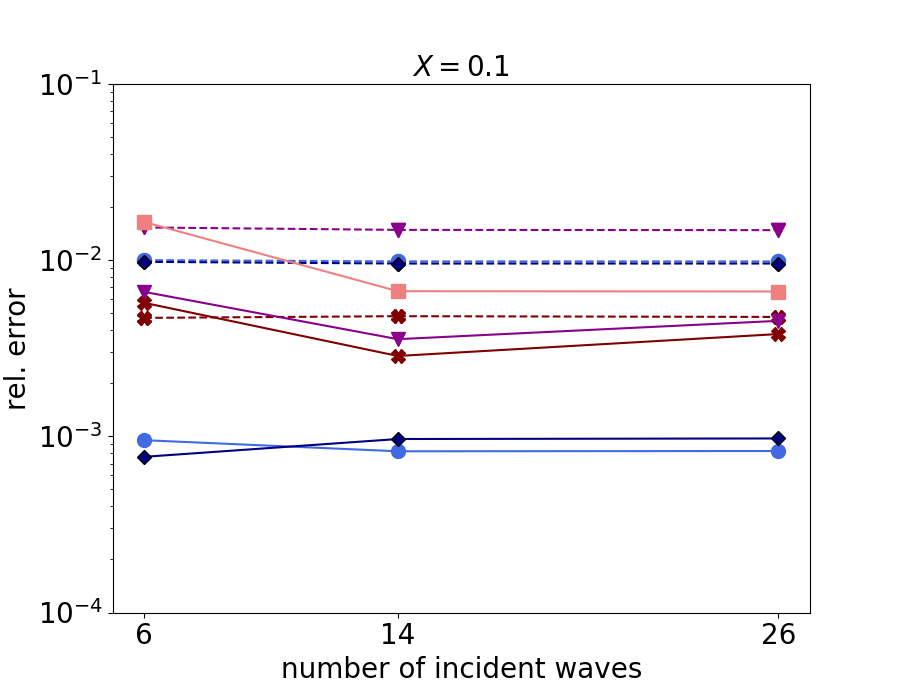 X = 0.1
10⁻¹
10⁻²
10⁻³
10⁻⁴
rel. error
6 14 26
number of incident waves